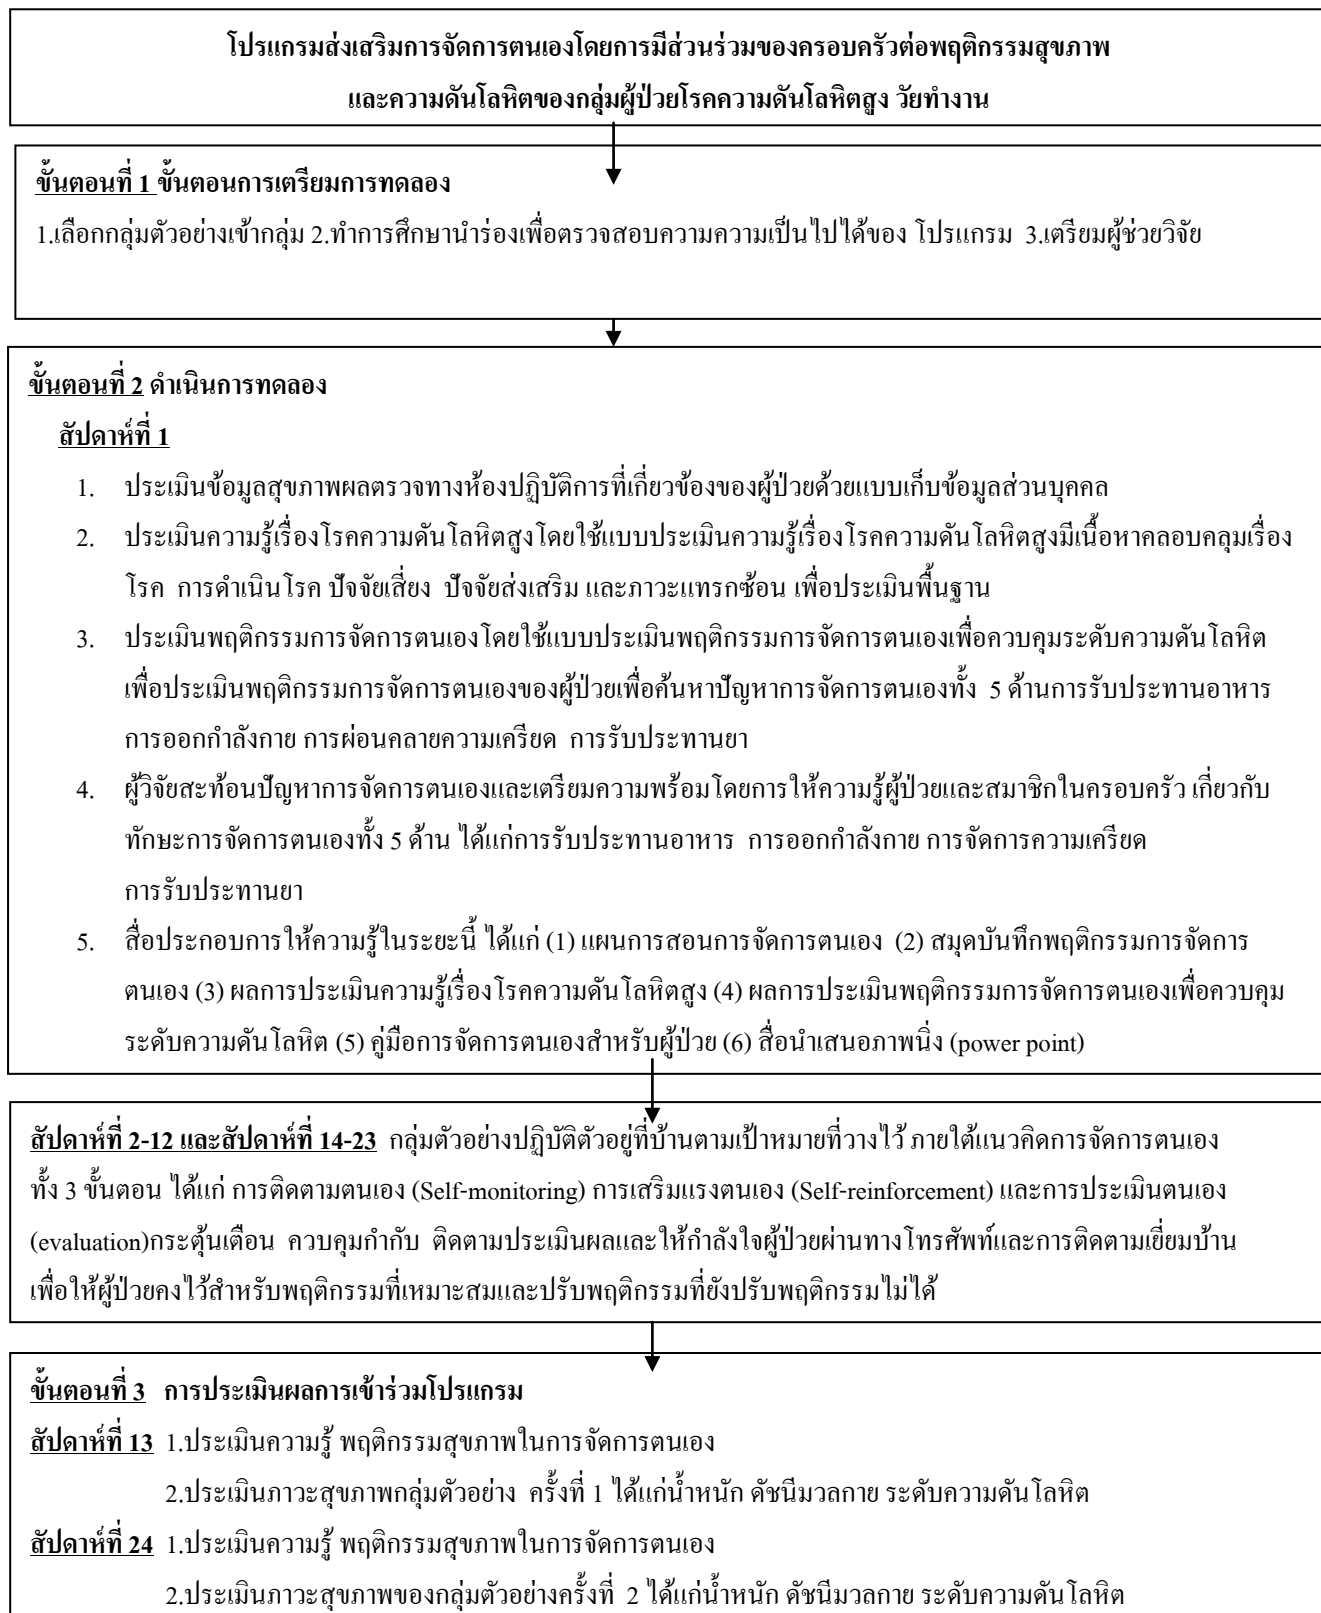 โปรแกรมส่งเสริมการจัดการตนเองโดยการมีส่วนร่วมของครอบครัวต่อพฤติกรรมสุขภาพ
และความดันโลหิตของกลุ่มผู้ป่วยโรคความดันโลหิตสูง วัยทำงาน
ขั้นตอนที่ 1 ขั้นตอนการเตรียมการทดลอง
1.เลือกกลุ่มตัวอย่างเข้ากลุ่ม 2.ทำการศึกษานำร่องเพื่อตรวจสอบความความเป็นไปได้ของ โปรแกรม 3.เตรียมผู้ช่วยวิจัย
ขั้นตอนที่ 2 ดำเนินการทดลอง
สัปดาห์ที่ 1
1. ประเมินข้อมูลสุขภาพผลตรวจทางห้องปฏิบัติการที่เกี่ยวข้องของผู้ป่วยด้วยแบบเก็บข้อมูลส่วนบุคคล
2. ประเมินความรู้เรื่องโรคความดันโลหิตสูงโดยใช้แบบประเมินความรู้เรื่องโรคความดันโลหิตสูงมีเนื้อหาคลอบคลุมเรื่อง
โรค การดำเนินโรค ปัจจัยเสี่ยง ปัจจัยส่งเสริม และภาวะแทรกซ้อน เพื่อประเมินพื้นฐาน
3. ประเมินพฤติกรรมการจัดการตนเองโดยใช้แบบประเมินพฤติกรรมการจัดการตนเองเพื่อควบคุมระดับความดันโลหิต
เพื่อประเมินพฤติกรรมการจัดการตนเองของผู้ป่วยเพื่อค้นหาปัญหาการจัดการตนเองทั้ง 5 ด้านการรับประทานอาหาร
การออกกำลังกาย การผ่อนคลายความเครียด การรับประทานยา
4. ผู้วิจัยสะท้อนปัญหาการจัดการตนเองและเตรียมความพร้อมโดยการให้ความรู้ผู้ป่วยและสมาชิกในครอบครัว เกี่ยวกับ
ทักษะการจัดการตนเองทั้ง 5 ด้าน ได้แก่การรับประทานอาหาร การออกกำลังกาย การจัดการความเครียด
การรับประทานยา
5. สื่อประกอบการให้ความรู้ในระยะนี้ ได้แก่ (1) แผนการสอนการจัดการตนเอง (2) สมุดบันทึกพฤติกรรมการจัดการ
ตนเอง (3) ผลการประเมินความรู้เรื่องโรคความดันโลหิตสูง (4) ผลการประเมินพฤติกรรมการจัดการตนเองเพื่อควบคุม
ระดับความดันโลหิต (5) คู่มือการจัดการตนเองสำหรับผู้ป่วย (6) สื่อนำเสนอภาพนิ่ง (power point)
สัปดาห์ที่ 2-12 และสัปดาห์ที่ 14-23 กลุ่มตัวอย่างปฏิบัติตัวอยู่ที่บ้านตามเป้าหมายที่วางไว้ ภายใต้แนวคิดการจัดการตนเอง
ทั้ง 3 ขั้นตอน ได้แก่ การติดตามตนเอง (Self-monitoring) การเสริมแรงตนเอง (Self-reinforcement) และการประเมินตนเอง
(evaluation)กระตุ้นเตือน ควบคุมกำกับ ติดตามประเมินผลและให้กำลังใจผู้ป่วยผ่านทางโทรศัพท์และการติดตามเยี่ยมบ้าน
เพื่อให้ผู้ป่วยคงไว้สำหรับพฤติกรรมที่เหมาะสมและปรับพฤติกรรมที่ยังปรับพฤติกรรมไม่ได้
ขั้นตอนที่ 3 การประเมินผลการเข้าร่วมโปรแกรม
สัปดาห์ที่ 13 1.ประเมินความรู้ พฤติกรรมสุขภาพในการจัดการตนเอง
2.ประเมินภาวะสุขภาพกลุ่มตัวอย่าง ครั้งที่ 1 ได้แก่น้ำหนัก ดัชนีมวลกาย ระดับความดันโลหิต
สัปดาห์ที่ 24 1.ประเมินความรู้ พฤติกรรมสุขภาพในการจัดการตนเอง
2.ประเมินภาวะสุขภาพของกลุ่มตัวอย่างครั้งที่ 2 ได้แก่น้ำหนัก ดัชนีมวลกาย ระดับความดันโลหิต